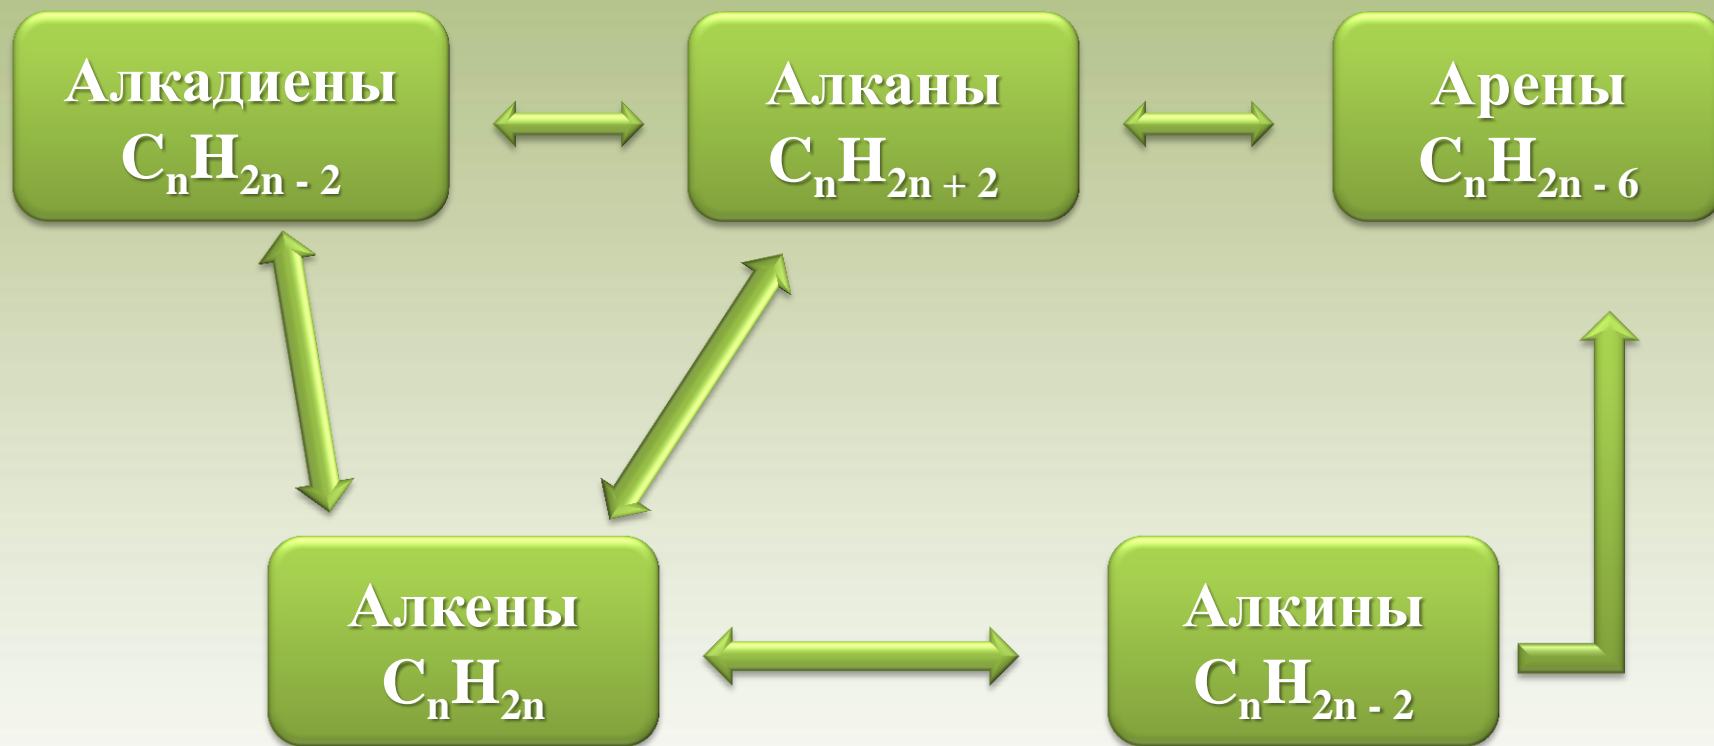 Алкадиены
CnH2n - 2
Алканы
CnH2n + 2
Арены
CnH2n - 6
Алкены
CnH2n
Алкины
CnH2n - 2